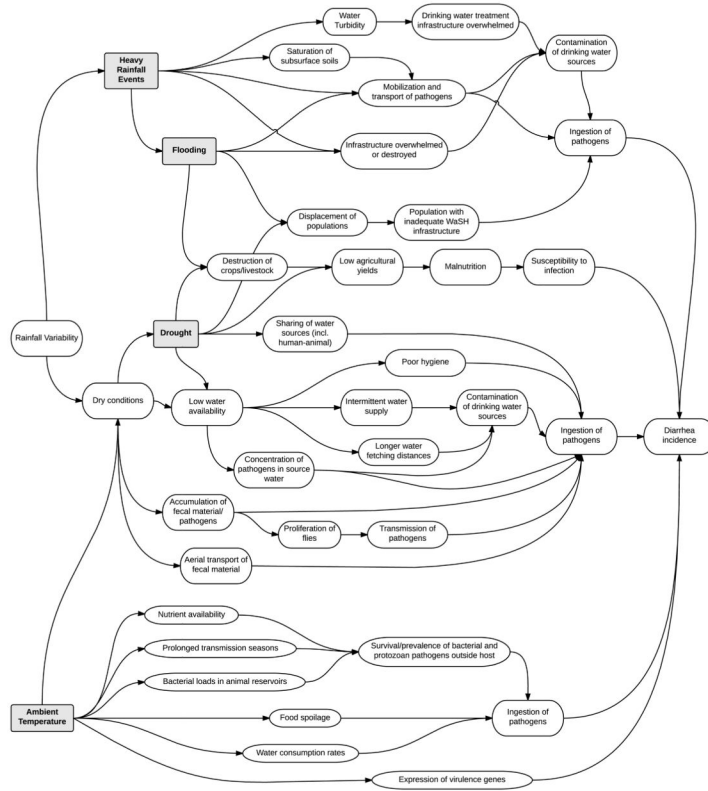 Water
Turbidity
Drinking water treatment
infrastructure overwhelmed
Heavy
Rainfall
Events
Saturation of
subsurface soils
Contamination
of drinking water
sources
Mobilization and
transport of pathogens
Flooding
Infrastructure overwhelmed
or destroyed
Ingestion of
pathogens
Displacement of
populations
Population with
inadequate WaSH
infrastructure
Destruction of
crops/livestock
Low agricultural
yields
Malnutrition
Susceptibility to
infection
Rainfall Variability
Drought
Sharing of water
sources (incl.
human-animal)
Poor hygiene
Dry conditions
Low water
availability
Intermittent water
supply
Contamination
of drinking water
sources
Longer water
fetching distances
Ingestion of
pathogens
Diarrhea
incidence
Concentration of
pathogens in source
water
Accumulation of
fecal material/
pathogens
Proliferation of
flies
Transmission of
pathogens
Aerial transport of
fecal material
Nutrient availability
Prolonged transmission seasons
Survival/prevalence of bacterial and
protozoan pathogens outside host
Bacterial loads in animal reservoirs
Ambient
Temperature
Food spoilage
Ingestion of
pathogens
Water consumption rates
Expression of virulence genes